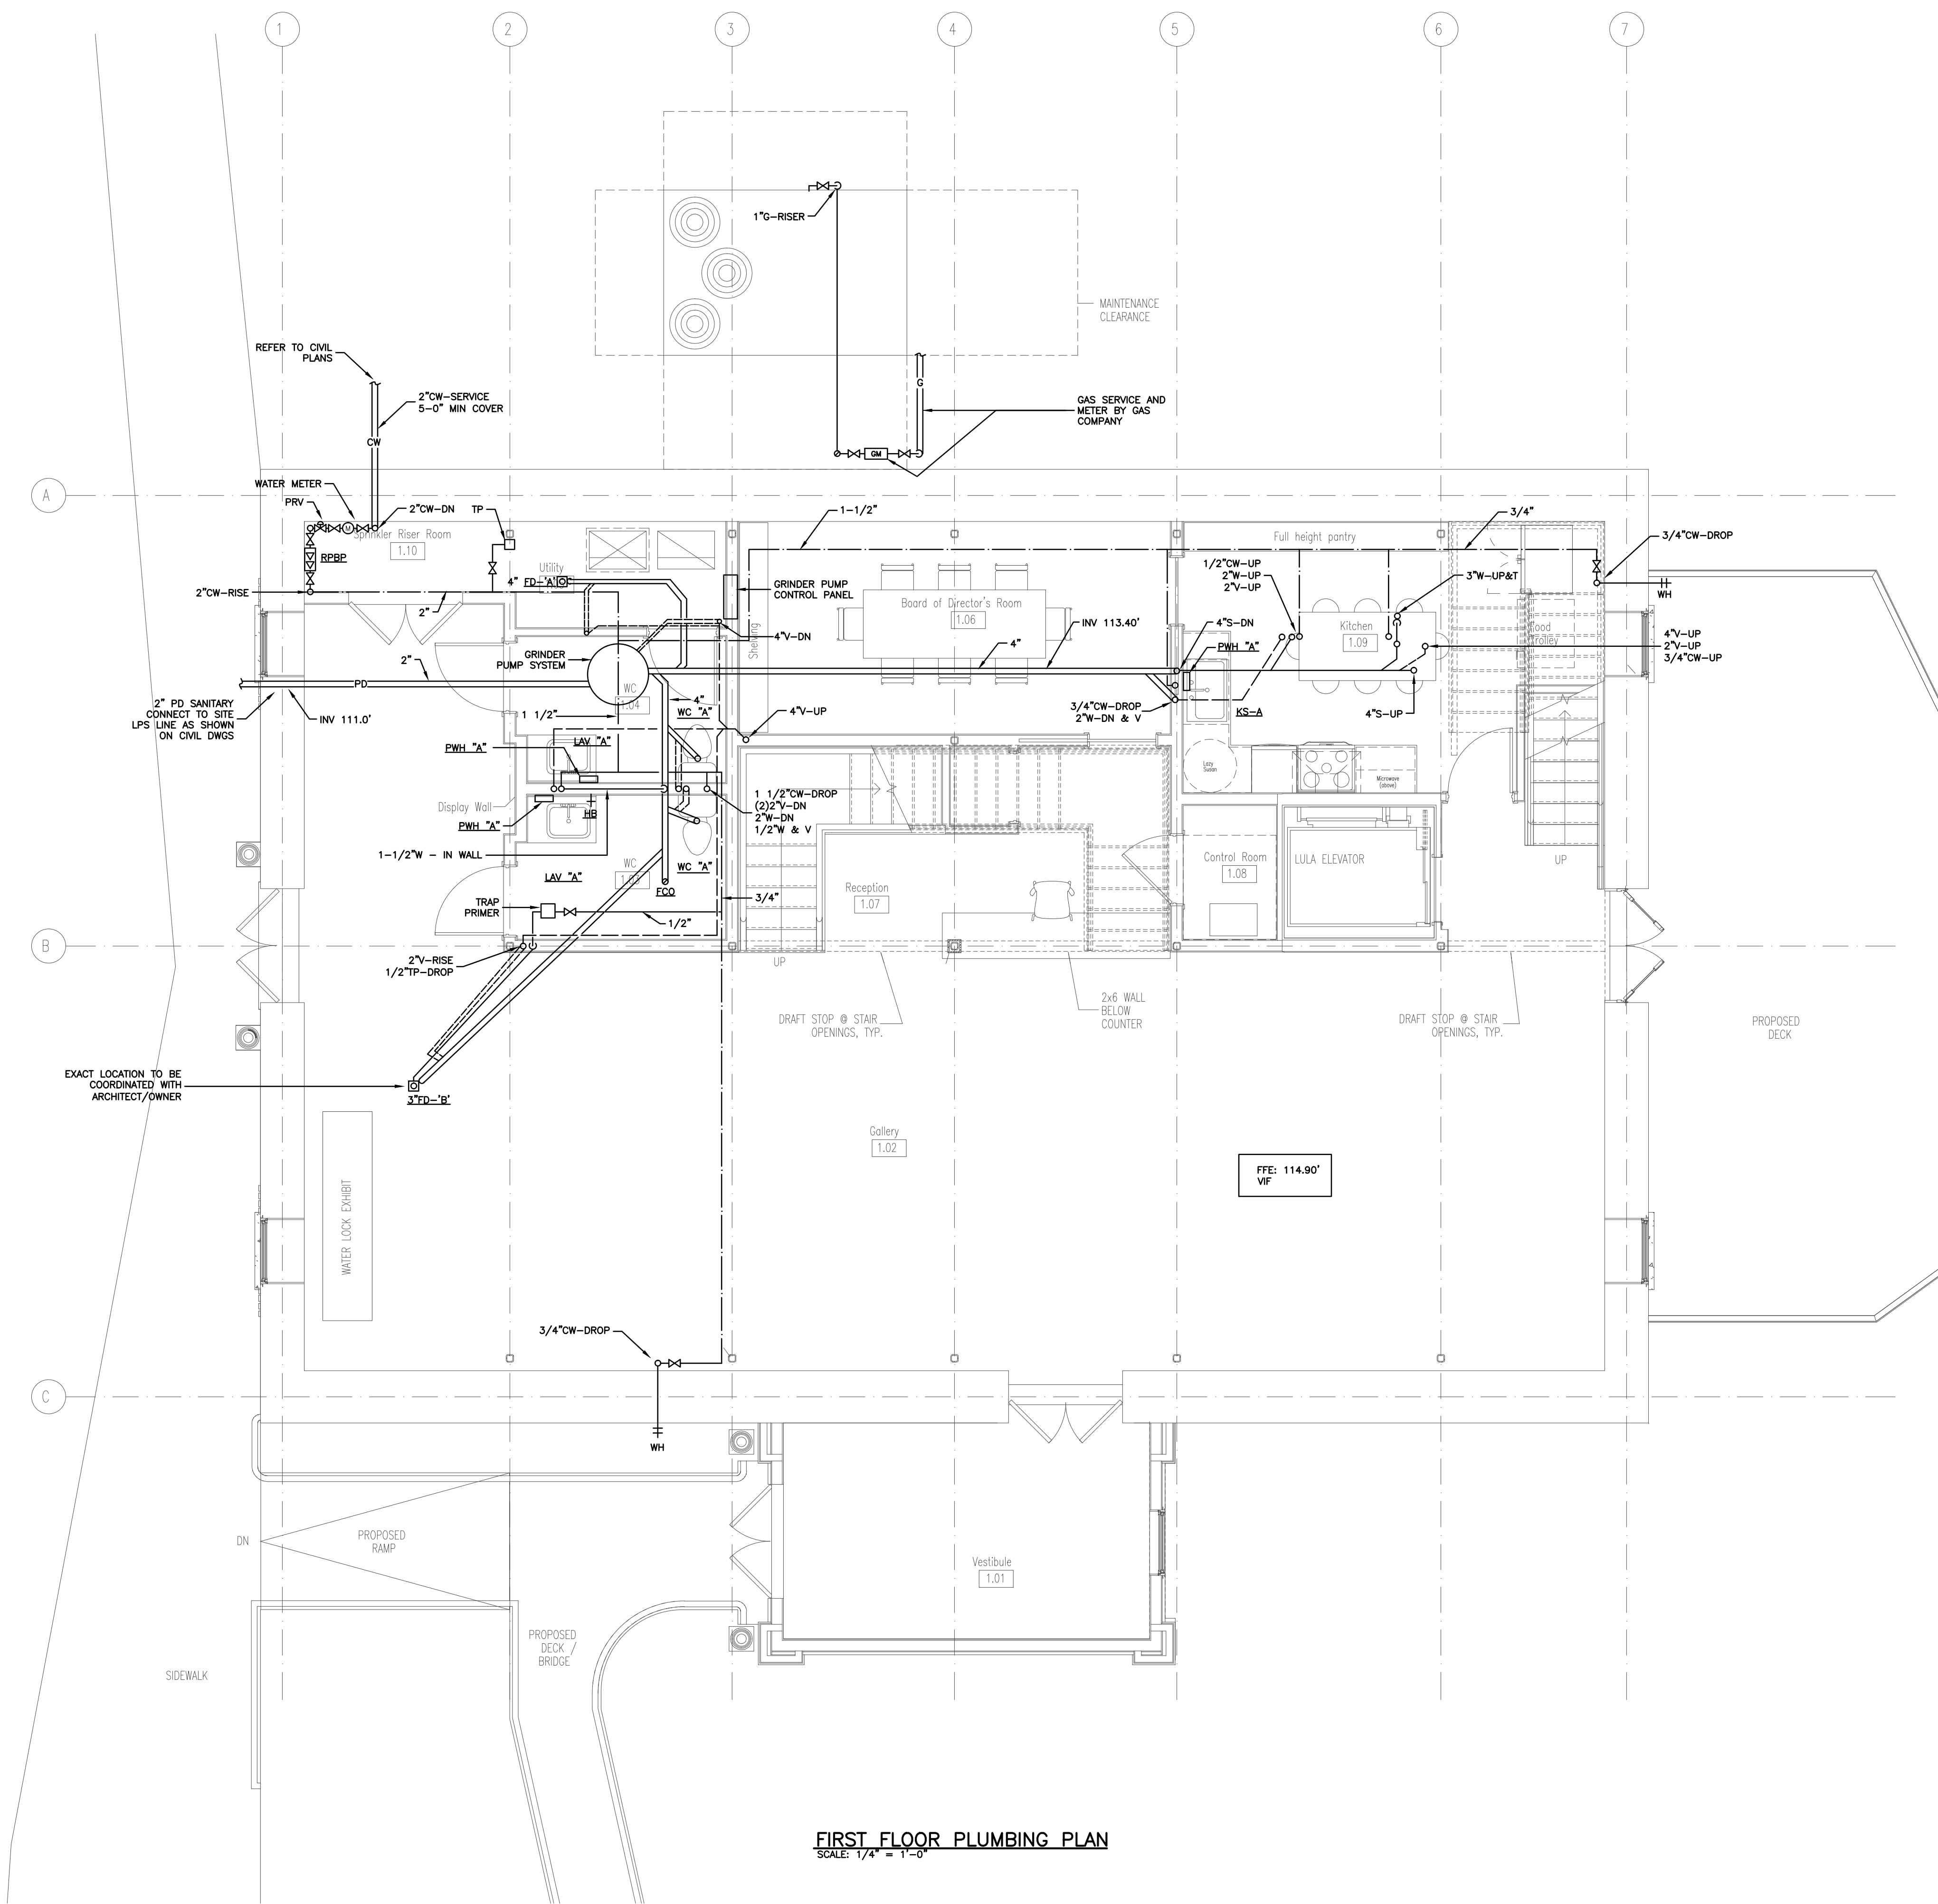 1
2
3
4
5
6
7
1"G-RISER
MAINTENANCE
CLEARANCE
REFER TO CIVIL
PLANS
2"CW-SERVICE
5-0" MIN COVER
CW
G
GAS SERVICE AND
METER BY GAS
COMPANY
GM
A
WATER METER
PRV
M
2"CW-DN
TP
Sprinkler Riser Room
1.10
RPBP
2"CW-RISE
2"
Utility
4" FD-'A'
GRINDER PUMP
CONTROL PANEL
Shelving
1-1/2"
Board of Director's Room
1.06
4"V-DN
INV 113.40'
4"
Full height pantry
3/4"
3/4"CW-DROP
WH
1/2"CW-UP
2"W-UP
2"V-UP
3"W-UP&T
Kitchen
1.09
4"S-DN
PWH "A"
4"V-UP
2"V-UP
3/4"CW-UP
GRINDER
PUMP SYSTEM
2"
PD
2" PD SANITARY
CONNECT TO SITE
LPS LINE AS SHOWN
ON CIVIL DWGS
INV 111.0'
WC
1.04
4"
WC "A"
1 1/2"
4"V-UP
3/4"CW-DROP
2"W-DN & V
KS-A
4"S-UP
PWH "A"
LAV "A"
Lazy
Susan
Microwave
(above)
Display Wall
HB
PWH "A"
1 1/2"CW-DROP
(2)2"V-DN
2"W-DN
1/2"W & V
1-1/2"W - IN WALL
WC
LAV "A"
WC "A"
FCO
Control Room
1.08
LULA ELEVATOR
UP
Reception
1.07
TRAP
PRIMER
3/4"
1/2"
B
2"V-RISE
1/2"TP-DROP
UP
DRAFT STOP @ STAIR
OPENINGS, TYP.
2x6 WALL
BELOW
COUNTER
DRAFT STOP @ STAIR
OPENINGS, TYP.
PROPOSED
DECK
EXACT LOCATION TO BE
COORDINATED WITH
ARCHITECT/OWNER
3"FD-'B'
Gallery
1.02
FFE: 114.90'
VIF
WATER LOCK EXHIBIT
3/4"CW-DROP
C
WH
DN
PROPOSED
RAMP
Vestibule
1.01
PROPOSED
DECK /
BRIDGE
SIDEWALK
FIRST FLOOR PLUMBING PLAN
SCALE: 1/4" = 1'-0"